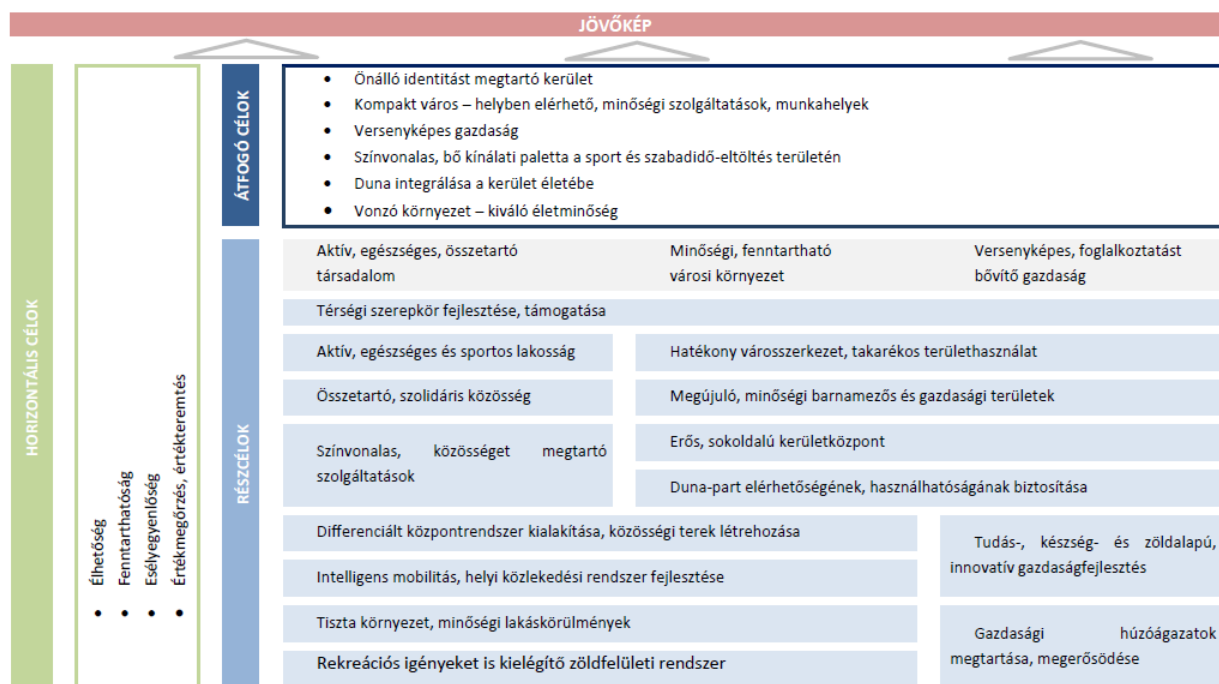 JÖVŐKÉP
HORIZONTÁLIS CÉLOK
• Élhetőség
• Fenntarthatóság
• Esélyegyenlőség
• Értékmegőrzés, értékteremtés
ÁTFOGÓ CÉLOK
• Önálló identitást megtartó kerület
• Kompakt város – helyben elérhető, minőségi szolgáltatások, munkahelyek
• Versenyképes gazdaság
• Színvonalas, bő kínálati paletta a sport és szabadidő-eltöltés területén
• Duna integrálása a kerület életébe
• Vonzó környezet – kiváló életminőség
RÉSZCÉLOK
Aktív, egészséges, összetartó
társadalom
Minőségi, fenntartható
városi környezet
Versenyképes, foglalkoztatást
bővítő gazdaság
Térségi szerepkör fejlesztése, támogatása
Aktív, egészséges és sportos lakosság
Hatékony városszerkezet, takarékos területhasználat
Összetartó, szolidáris közösség
Megújuló, minőségi barnamezős és gazdasági területek
Színvonalas, közösséget megtartó
szolgáltatások
Erős, sokoldalú kerületközpont
Duna-part elérhetőségének, használhatóságának biztosítása
Differenciált központrendszer kialakítása, közösségi terek létrehozása
Tudás-, készség- és zöldalapú,
innovatív gazdaságfejlesztés
Intelligens mobilitás, helyi közlekedési rendszer fejlesztése
Tiszta környezet, minőségi lakáskörülmények
Gazdasági húzóágazatok
megtartása, megerősödése
Rekreációs igényeket is kielégítő zöldfelületi rendszer